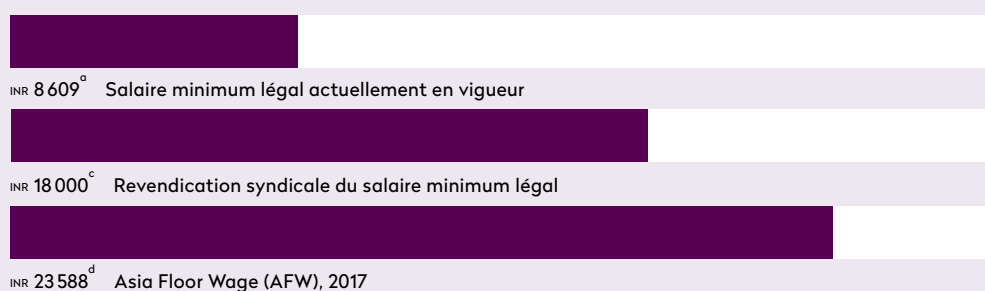 INR 8 609ª Salaire minimum légal actuellement en vigueur
INR 18 000ᶜ Revendication syndicale du salaire minimum légal
INR 23 588ᵈ Asia Floor Wage (AFW), 2017